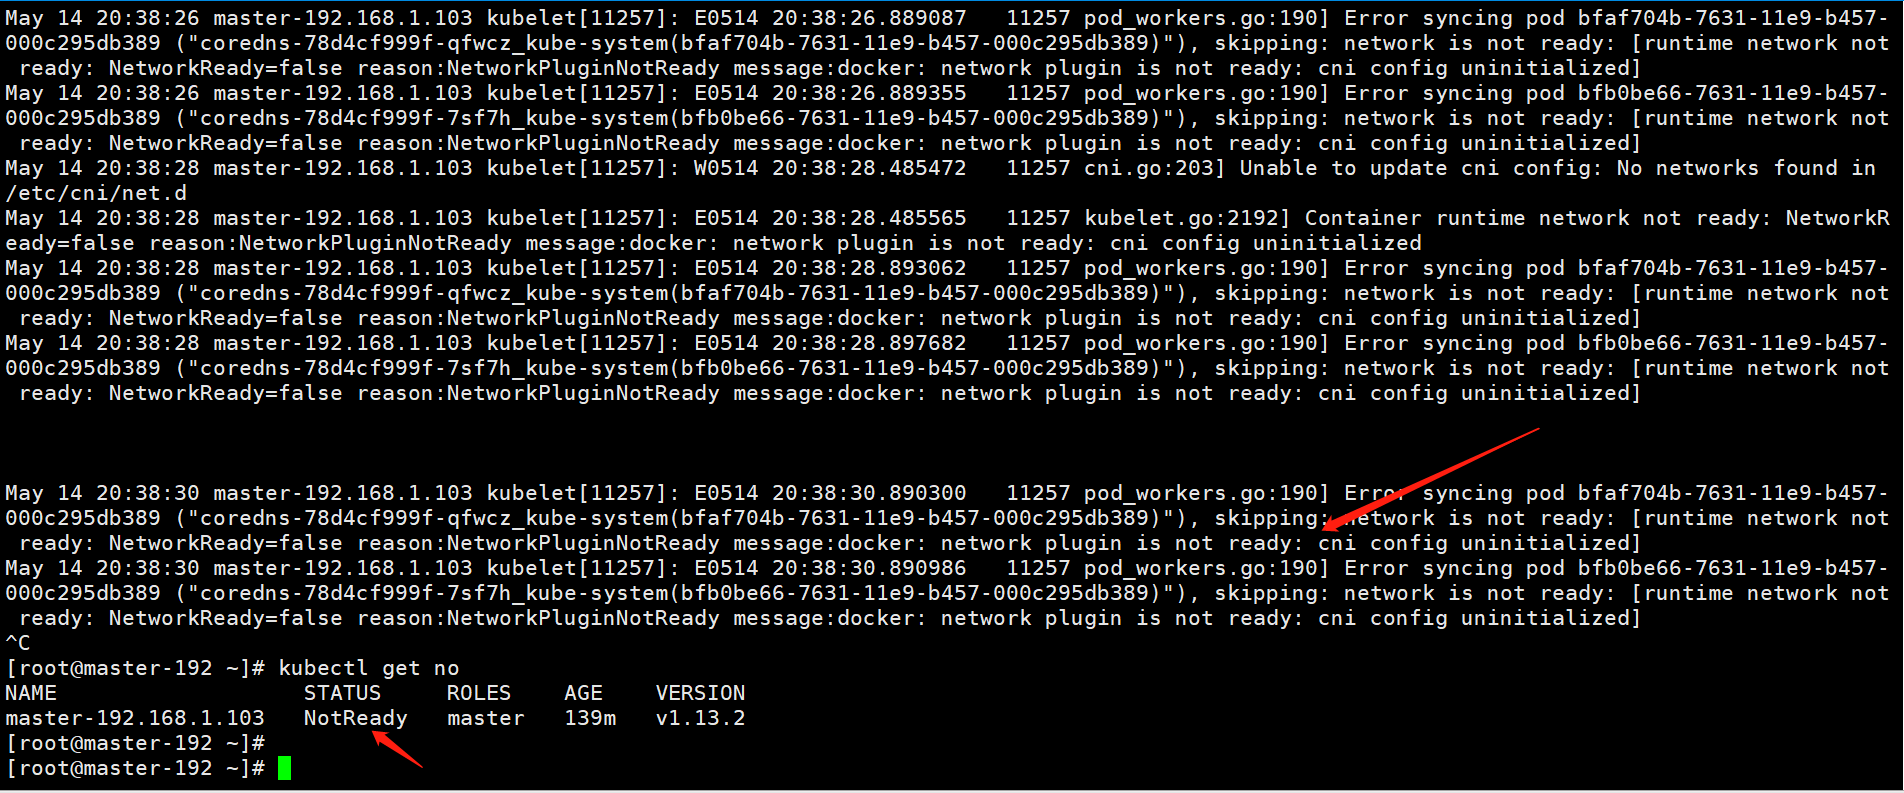 May 14 20:38:26 master-192.168.1.103 kubelet[11257]: E0514 20:38:26.889087   11257 pod_workers.go:190] Error syncing pod bfaf704b-7631-11e9-b457-
000c295db389 ("coredns-78d4cf999f-qfwcz_kube-system(bfaf704b-7631-11e9-b457-000c295db389)"), skipping: network is not ready: [runtime network not
 ready: NetworkReady=false reason:NetworkPluginNotReady message:docker: network plugin is not ready: cni config uninitialized]
May 14 20:38:26 master-192.168.1.103 kubelet[11257]: E0514 20:38:26.889355   11257 pod_workers.go:190] Error syncing pod bfb0be66-7631-11e9-b457-
000c295db389 ("coredns-78d4cf999f-7sf7h_kube-system(bfb0be66-7631-11e9-b457-000c295db389)"), skipping: network is not ready: [runtime network not
 ready: NetworkReady=false reason:NetworkPluginNotReady message:docker: network plugin is not ready: cni config uninitialized]
May 14 20:38:28 master-192.168.1.103 kubelet[11257]: W0514 20:38:28.485472   11257 cni.go:203] Unable to update cni config: No networks found in
/etc/cni/net.d
May 14 20:38:28 master-192.168.1.103 kubelet[11257]: E0514 20:38:28.485565   11257 kubelet.go:2192] Container runtime network not ready: NetworkR
eady=false reason:NetworkPluginNotReady message:docker: network plugin is not ready: cni config uninitialized
May 14 20:38:28 master-192.168.1.103 kubelet[11257]: E0514 20:38:28.893062   11257 pod_workers.go:190] Error syncing pod bfaf704b-7631-11e9-b457-
000c295db389 ("coredns-78d4cf999f-qfwcz_kube-system(bfaf704b-7631-11e9-b457-000c295db389)"), skipping: network is not ready: [runtime network not
 ready: NetworkReady=false reason:NetworkPluginNotReady message:docker: network plugin is not ready: cni config uninitialized]
May 14 20:38:28 master-192.168.1.103 kubelet[11257]: E0514 20:38:28.897682   11257 pod_workers.go:190] Error syncing pod bfb0be66-7631-11e9-b457-
000c295db389 ("coredns-78d4cf999f-7sf7h_kube-system(bfb0be66-7631-11e9-b457-000c295db389)"), skipping: network is not ready: [runtime network not
 ready: NetworkReady=false reason:NetworkPluginNotReady message:docker: network plugin is not ready: cni config uninitialized]
May 14 20:38:30 master-192.168.1.103 kubelet[11257]: E0514 20:38:30.890300   11257 pod_workers.go:190] Error syncing pod bfaf704b-7631-11e9-b457-
000c295db389 ("coredns-78d4cf999f-qfwcz_kube-system(bfaf704b-7631-11e9-b457-000c295db389)"), skipping: network is not ready: [runtime network not
 ready: NetworkReady=false reason:NetworkPluginNotReady message:docker: network plugin is not ready: cni config uninitialized]
May 14 20:38:30 master-192.168.1.103 kubelet[11257]: E0514 20:38:30.890986   11257 pod_workers.go:190] Error syncing pod bfb0be66-7631-11e9-b457-
000c295db389 ("coredns-78d4cf999f-7sf7h_kube-system(bfb0be66-7631-11e9-b457-000c295db389)"), skipping: network is not ready: [runtime network not
 ready: NetworkReady=false reason:NetworkPluginNotReady message:docker: network plugin is not ready: cni config uninitialized]
^C
[root@master-192 ~]# kubectl get no
NAME                   STATUS     ROLES    AGE    VERSION
master-192.168.1.103   NotReady   master   139m   v1.13.2
[root@master-192 ~]#
[root@master-192 ~]#